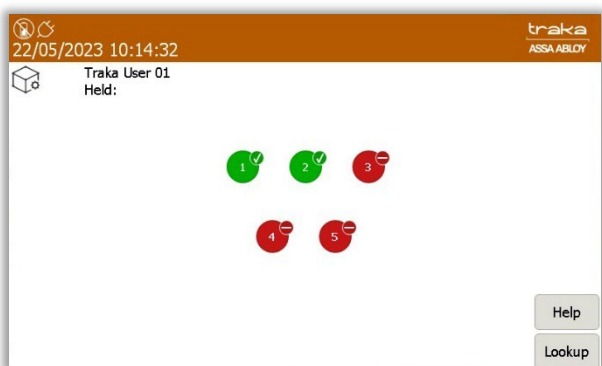 traka
22/05/2023 10:14:32
ASSA ABLOY
Traka User 01
Held:
1 2 3
4 5
Help
Lookup